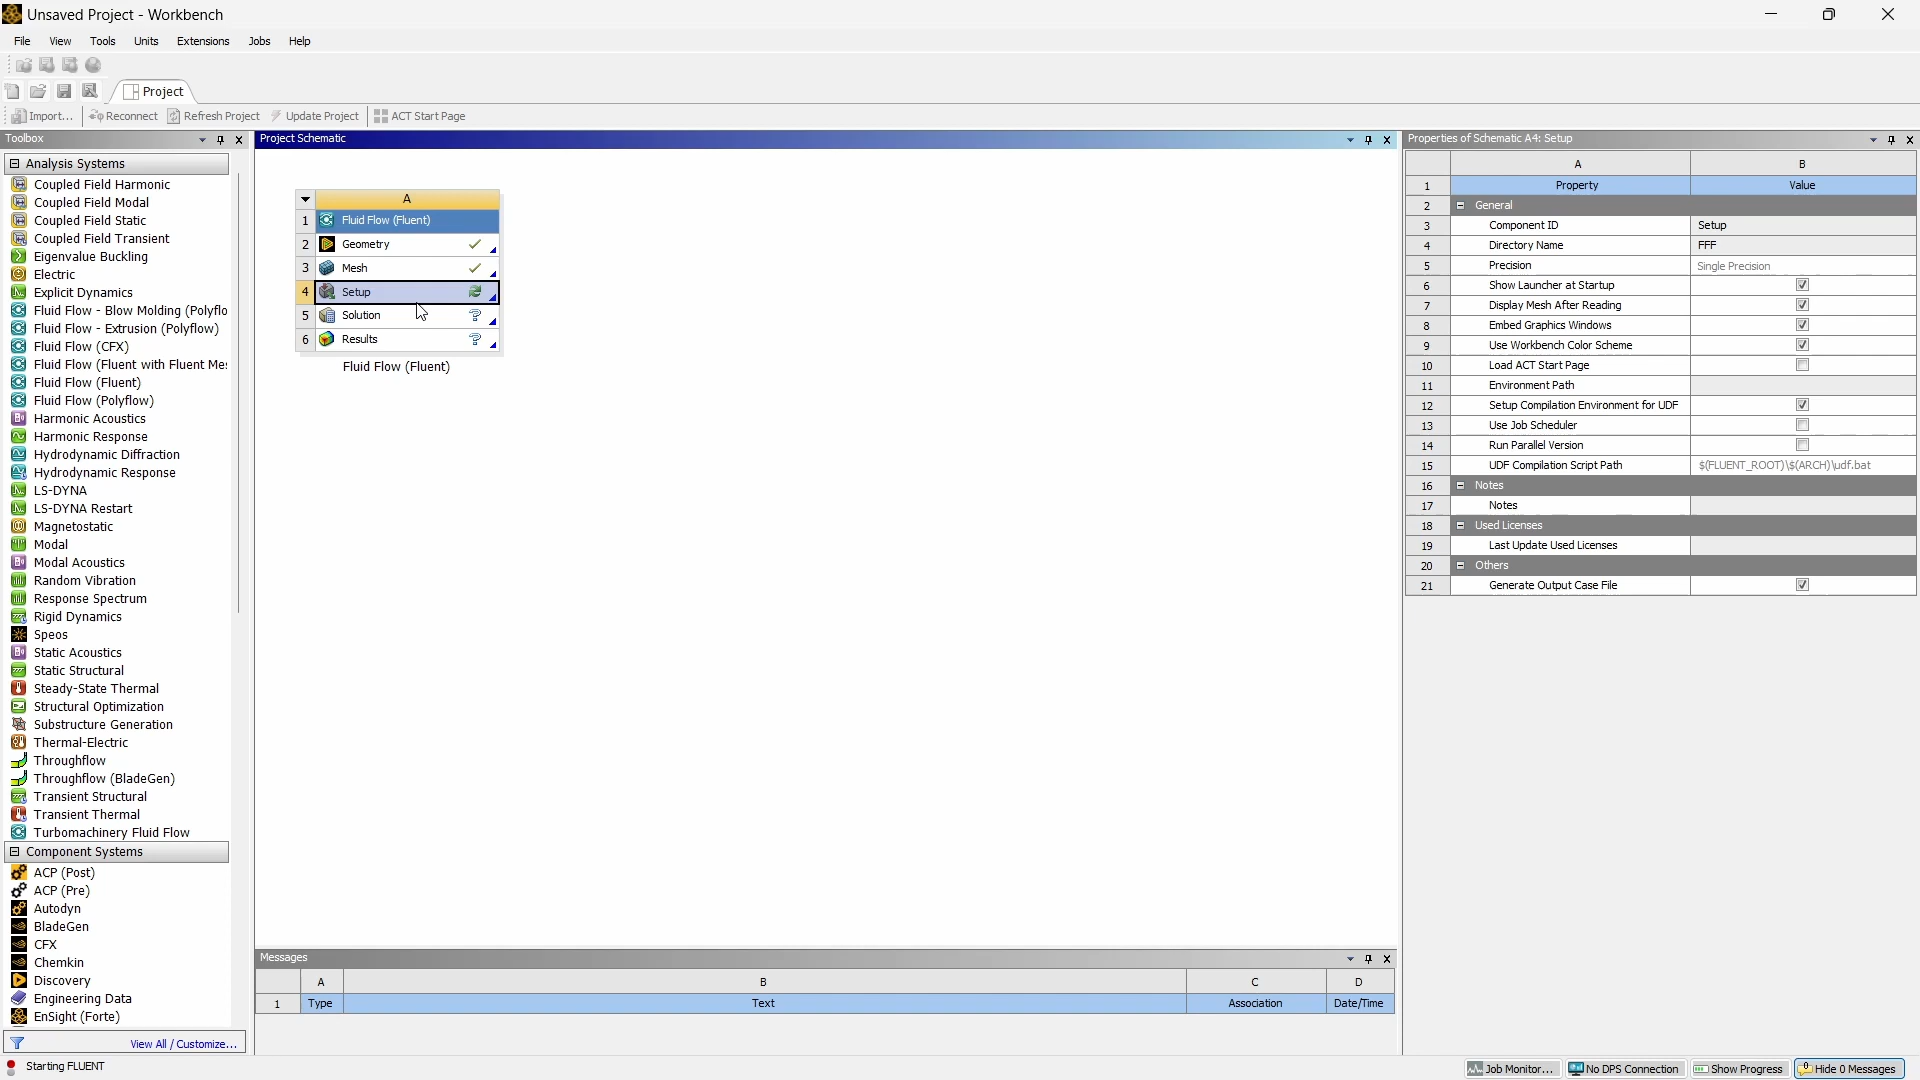 Unsaved Project - Workbench
File View Tools Units Extensions Jobs Help
Project
Import... Reconnect Refresh Project Update Project ACT Start Page
Toolbox
Analysis Systems
Coupled Field Harmonic
Coupled Field Modal
Coupled Field Static
Coupled Field Transient
Eigenvalue Buckling
Electric
Explicit Dynamics
Fluid Flow - Blow Molding (Polyflo
Fluid Flow - Extrusion (Polyflow)
Fluid Flow (CFX)
Fluid Flow (Fluent with Fluent Me
Fluid Flow (Fluent)
Fluid Flow (Polyflow)
Harmonic Acoustics
Harmonic Response
Hydrodynamic Diffraction
Hydrodynamic Response
LS-DYNA
LS-DYNA Restart
Magnetostatic
Modal
Modal Acoustics
Random Vibration
Response Spectrum
Rigid Dynamics
Speos
Static Acoustics
Static Structural
Steady-State Thermal
Structural Optimization
Substructure Generation
Thermal-Electric
Throughflow
Throughflow (BladeGen)
Transient Structural
Transient Thermal
Turbomachinery Fluid Flow
Component Systems
ACP (Post)
ACP (Pre)
Autodyn
BladeGen
CFX
Chemkin
Discovery
Engineering Data
EnSight (Forte)
View All / Customize...
Project Schematic
A
1 Fluid Flow (Fluent)
2 Geometry
3 Mesh
4 Setup
5 Solution ?
6 Results ?
Fluid Flow (Fluent)
Messages
A B C D
1 Type Text Association Date/Time
Properties of Schematic A4: Setup
A B
1 Property Value
2 General
3 Component ID Setup
4 Directory Name FFF
5 Precision Single Precision
6 Show Launcher at Startup
7 Display Mesh After Reading
8 Embed Graphics Windows
9 Use Workbench Color Scheme
10 Load ACT Start Page
11 Environment Path
12 Setup Compilation Environment for UDF
13 Use Job Scheduler
14 Run Parallel Version
15 UDF Compilation Script Path $(FLUENT_ROOT)\$(ARCH)\udf.bat
16 Notes
17 Notes
18 Used Licenses
19 Last Update Used Licenses
20 Others
21 Generate Output Case File
Starting FLUENT
Job Monitor... No DPS Connection Show Progress Hide 0 Messages